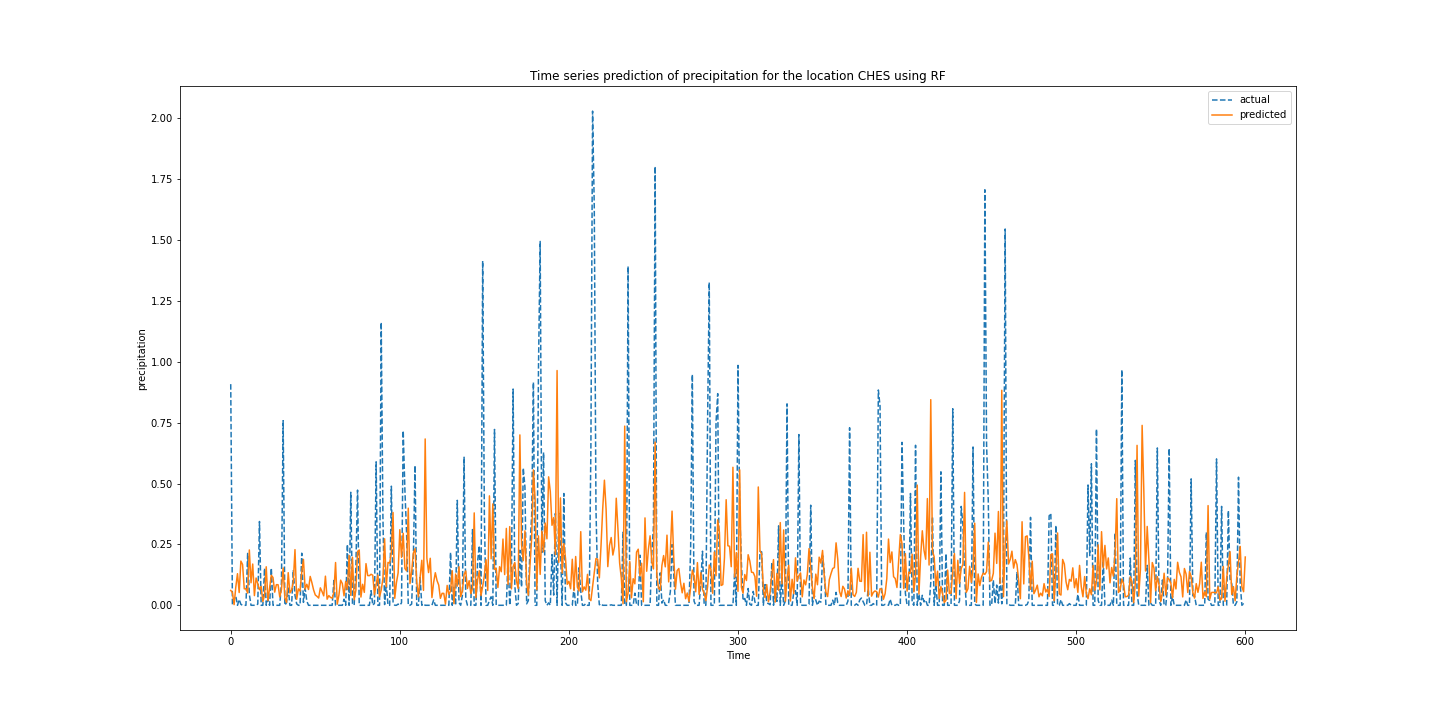 Time series prediction of precipitation for the location CHES using RF
actual
predicted
2.00
1.75
1.50
1.25
1.00
0.75
0.50
0.25
0.00
precipitation
0 100 200 300 400 500 600
Time